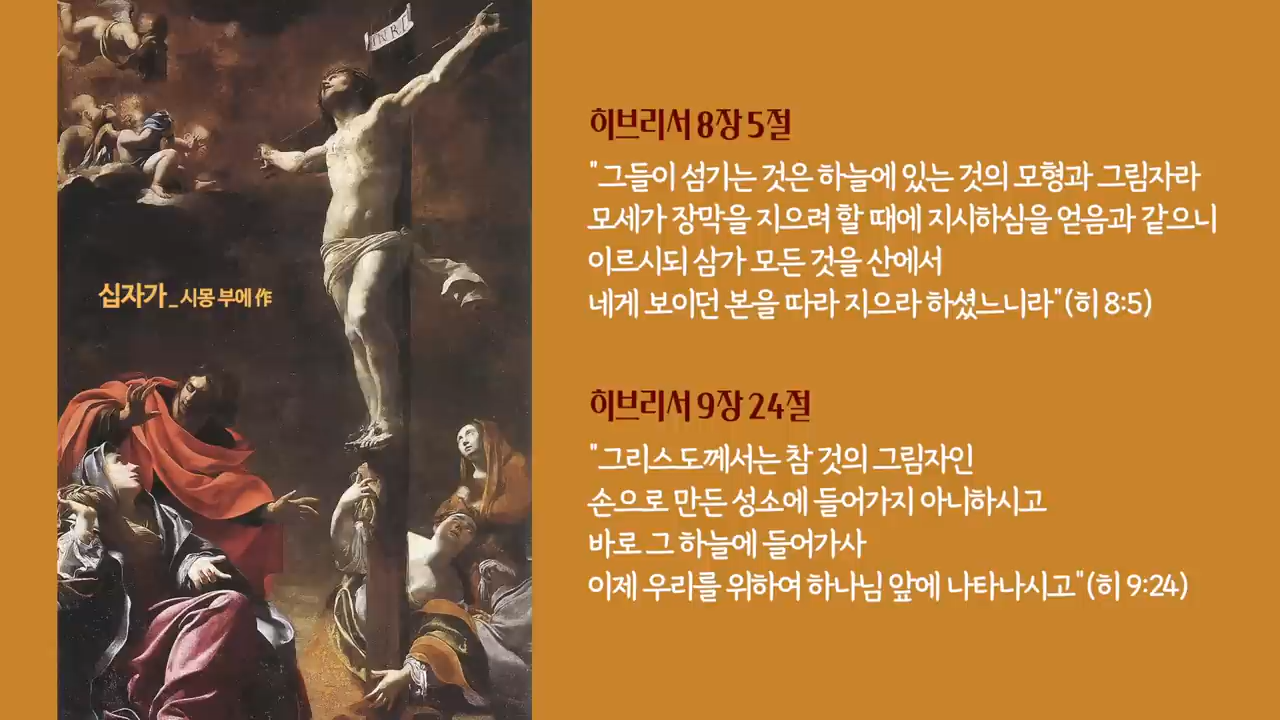 I.N.R.I.
십자가 _ 시몽 부에 作
히브리서 8장 5절
"그들이 섬기는 것은 하늘에 있는 것의 모형과 그림자라
모세가 장막을 지으려 할 때에 지시하심을 얻음과 같으니
이르시되 삼가 모든 것을 산에서
네게 보이던 본을 따라 지으라 하셨느니라"(히 8:5)
히브리서 9장 24절
"그리스도께서는 참 것의 그림자인
손으로 만든 성소에 들어가지 아니하시고
바로 그 하늘에 들어가사
이제 우리를 위하여 하나님 앞에 나타나시고"(히 9:24)